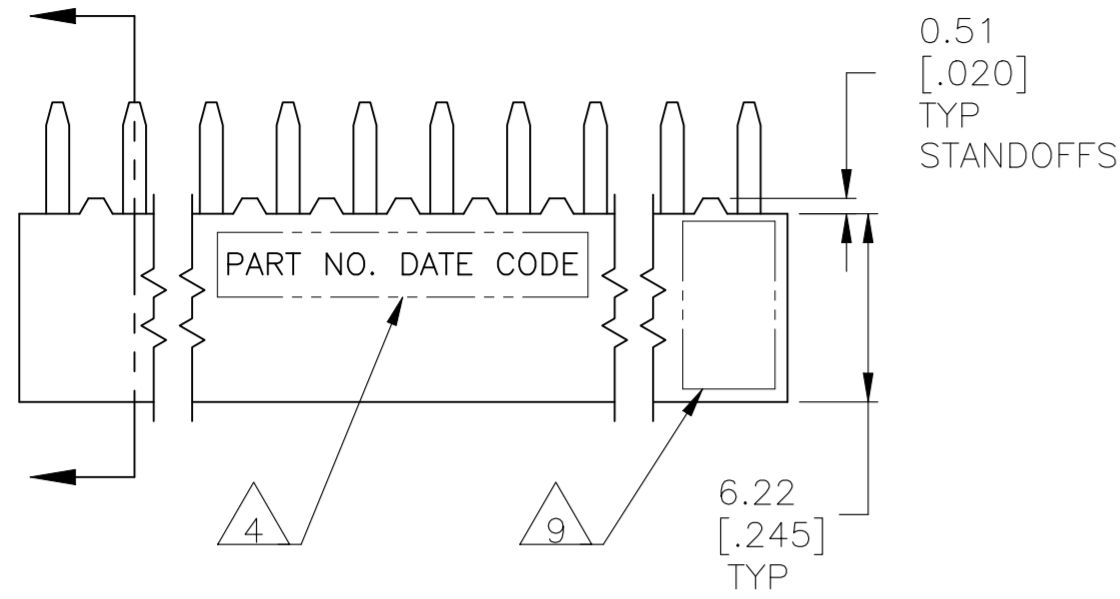 0.51
[.020]
TYP
STANDOFFS
PART NO. DATE CODE
4
9
6.22
[.245]
TYP